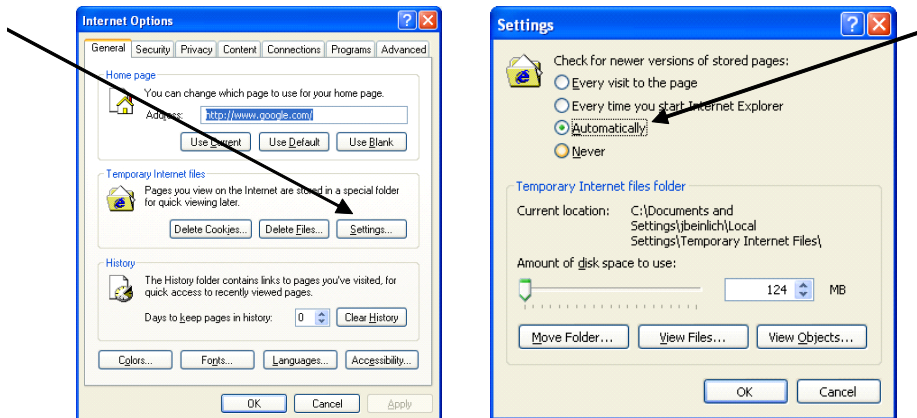 Internet Options
General Security Privacy Content Connections Programs Advanced
Home page
You can change which page to use for your home page.
Address: http://www.google.com/
Use Current Use Default Use Blank
Temporary Internet files
Pages you view on the Internet are stored in a special folder
for quick viewing later.
Delete Cookies... Delete Files... Settings...
History
The History folder contains links to pages you've visited, for
quick access to recently viewed pages.
Days to keep pages in history: 0 Clear History
Colors... Fonts... Languages... Accessibility...
OK Cancel Apply
Settings
Check for newer versions of stored pages:
Every visit to the page
Every time you start Internet Explorer
Automatically
Never
Temporary Internet files folder
Current location: C:\Documents and
Settings\jbeinlich\Local
Settings\Temporary Internet Files\
Amount of disk space to use:
124 MB
Move Folder... View Files... View Objects...
OK Cancel